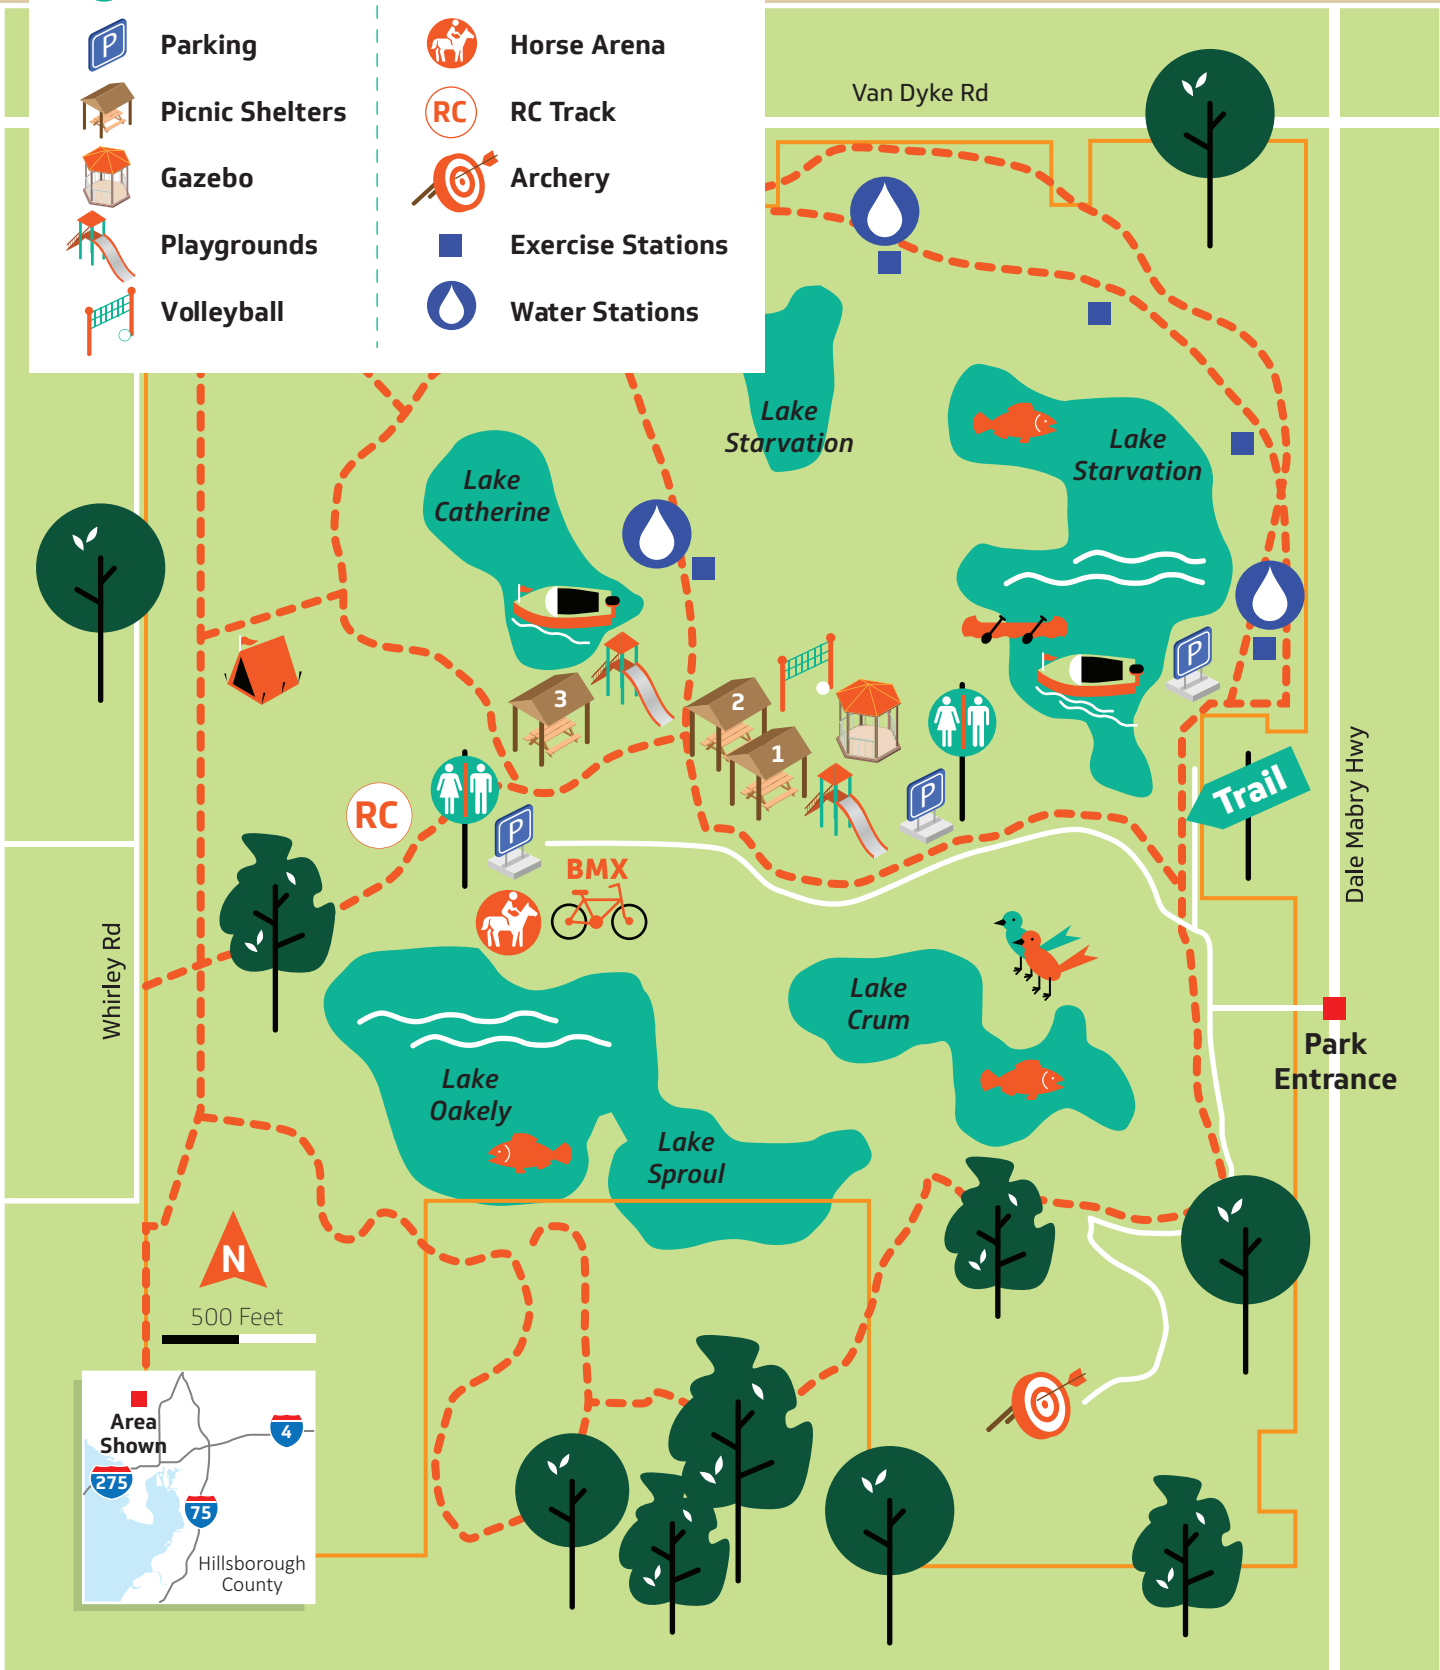 P
Parking
Picnic Shelters
Gazebo
Playgrounds
Volleyball
Horse Arena
RC
RC Track
Archery
Exercise Stations
Water Stations
Van Dyke Rd
Lake
Starvation
Lake
Starvation
Lake
Catherine
P
3
2
1
P
RC
P
BMX
Trail
Dale Mabry Hwy
Whirley Rd
Lake
Crum
Park
Entrance
Lake
Oakely
Lake
Sproul
N
500 Feet
Area
Shown
4
275
75
Hillsborough
County